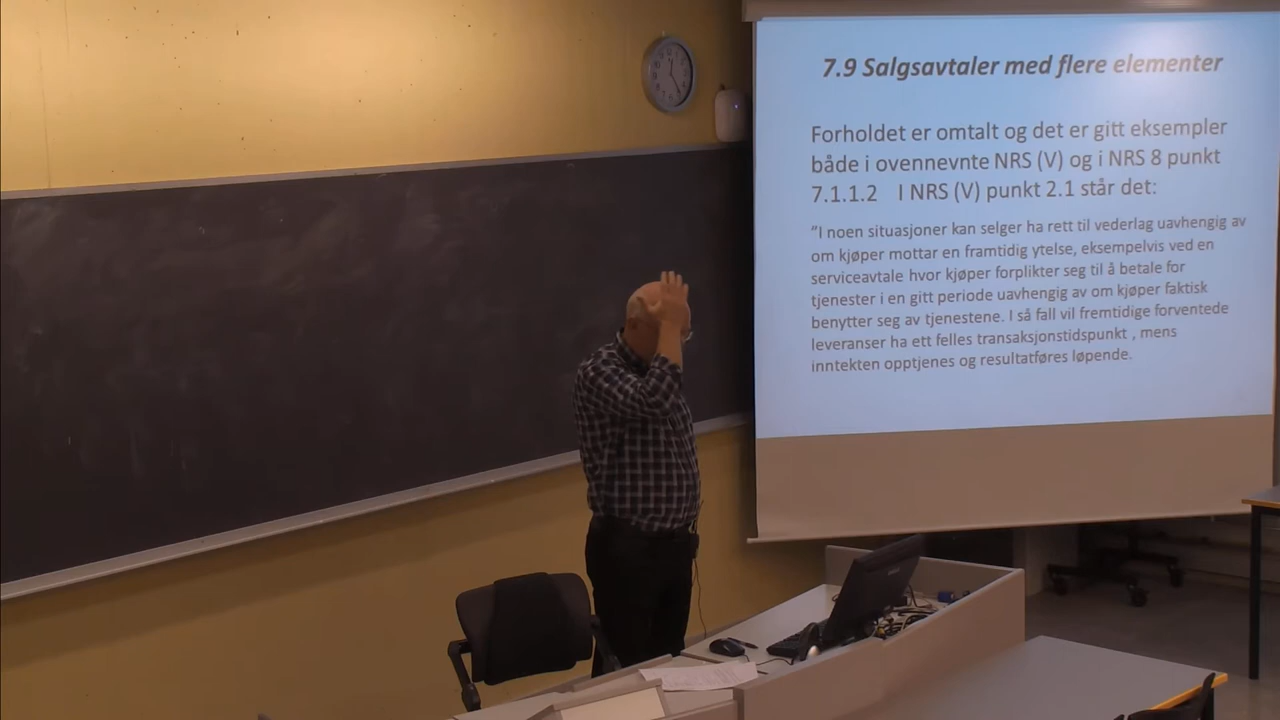 7.9 Salgsavtaler med flere elementer
Forholdet er omtalt og det er gitt eksempler
både i ovennevnte NRS (V) og i NRS 8 punkt
7.1.1.2 I NRS (V) punkt 2.1 står det:
"I noen situasjoner kan selger ha rett til vederlag uavhengig av
om kjøper mottar en framtidig ytelse, eksempelvis ved en
serviceavtale hvor kjøper forplikter seg til å betale for
tjenester i en gitt periode uavhengig av om kjøper faktisk
benytter seg av tjenestene. I så fall vil fremtidige forventede
leveranser ha ett felles transaksjonstidspunkt , mens
inntekten opptjenes og resultatføres løpende.